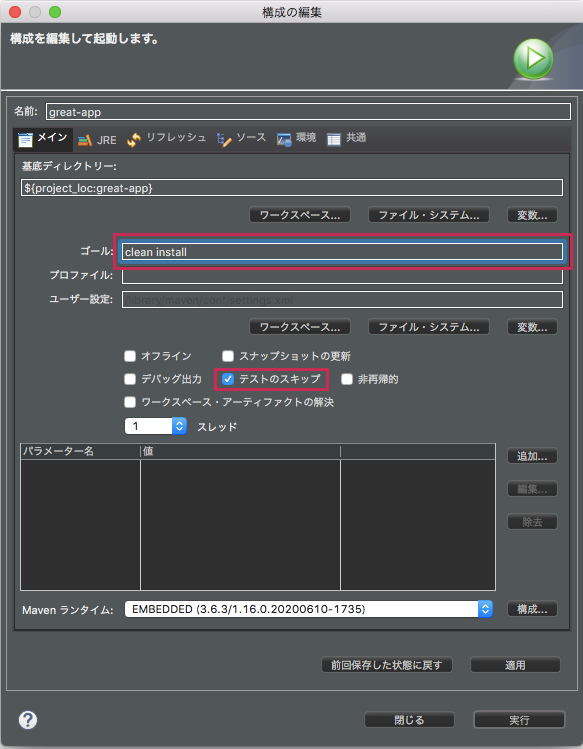 構成の編集
構成を編集して起動します。
名前: great-app
メイン JRE リフレッシュ ソース 環境 共通
基底ディレクトリー:
${project_loc:great-app}
ワークスペース... ファイル・システム... 変数...
ゴール: clean install
プロファイル:
ユーザー設定: /library/maven/conf/settings.xml
ワークスペース... ファイル・システム... 変数...
オフライン スナップショットの更新
デバッグ出力 テストのスキップ 非再帰的
ワークスペース・アーティファクトの解決
1 スレッド
パラメーター名 値 追加...
編集...
除去
Maven ランタイム: EMBEDDED (3.6.3/1.16.0.20200610-1735) 構成...
前回保存した状態に戻す 適用
? 閉じる 実行